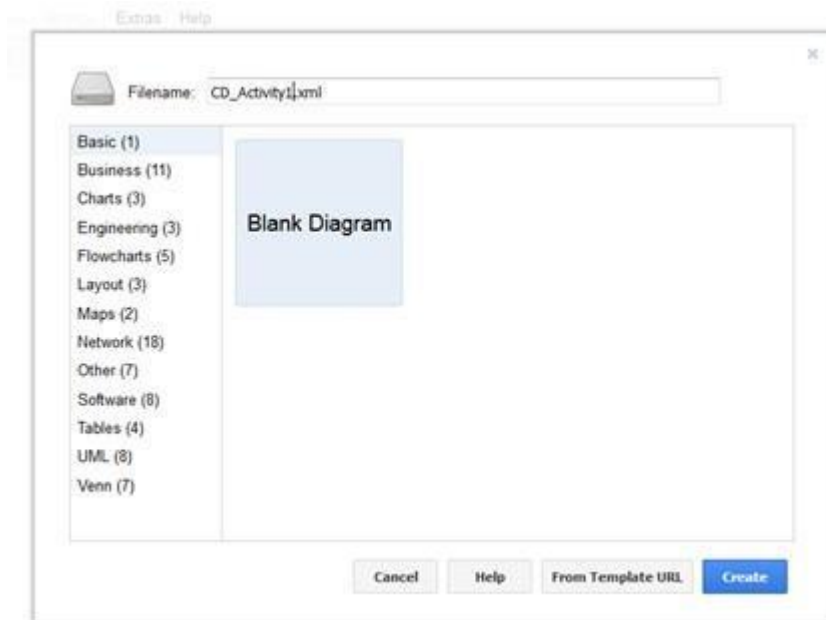 Extras Help
Filename: CD_Activity1.xml
Basic (1)
Business (11)
Charts (3)
Engineering (3)
Flowcharts (5)
Layout (3)
Maps (2)
Network (18)
Other (7)
Software (8)
Tables (4)
UML (8)
Venn (7)
Blank Diagram
Cancel Help From Template URL Create